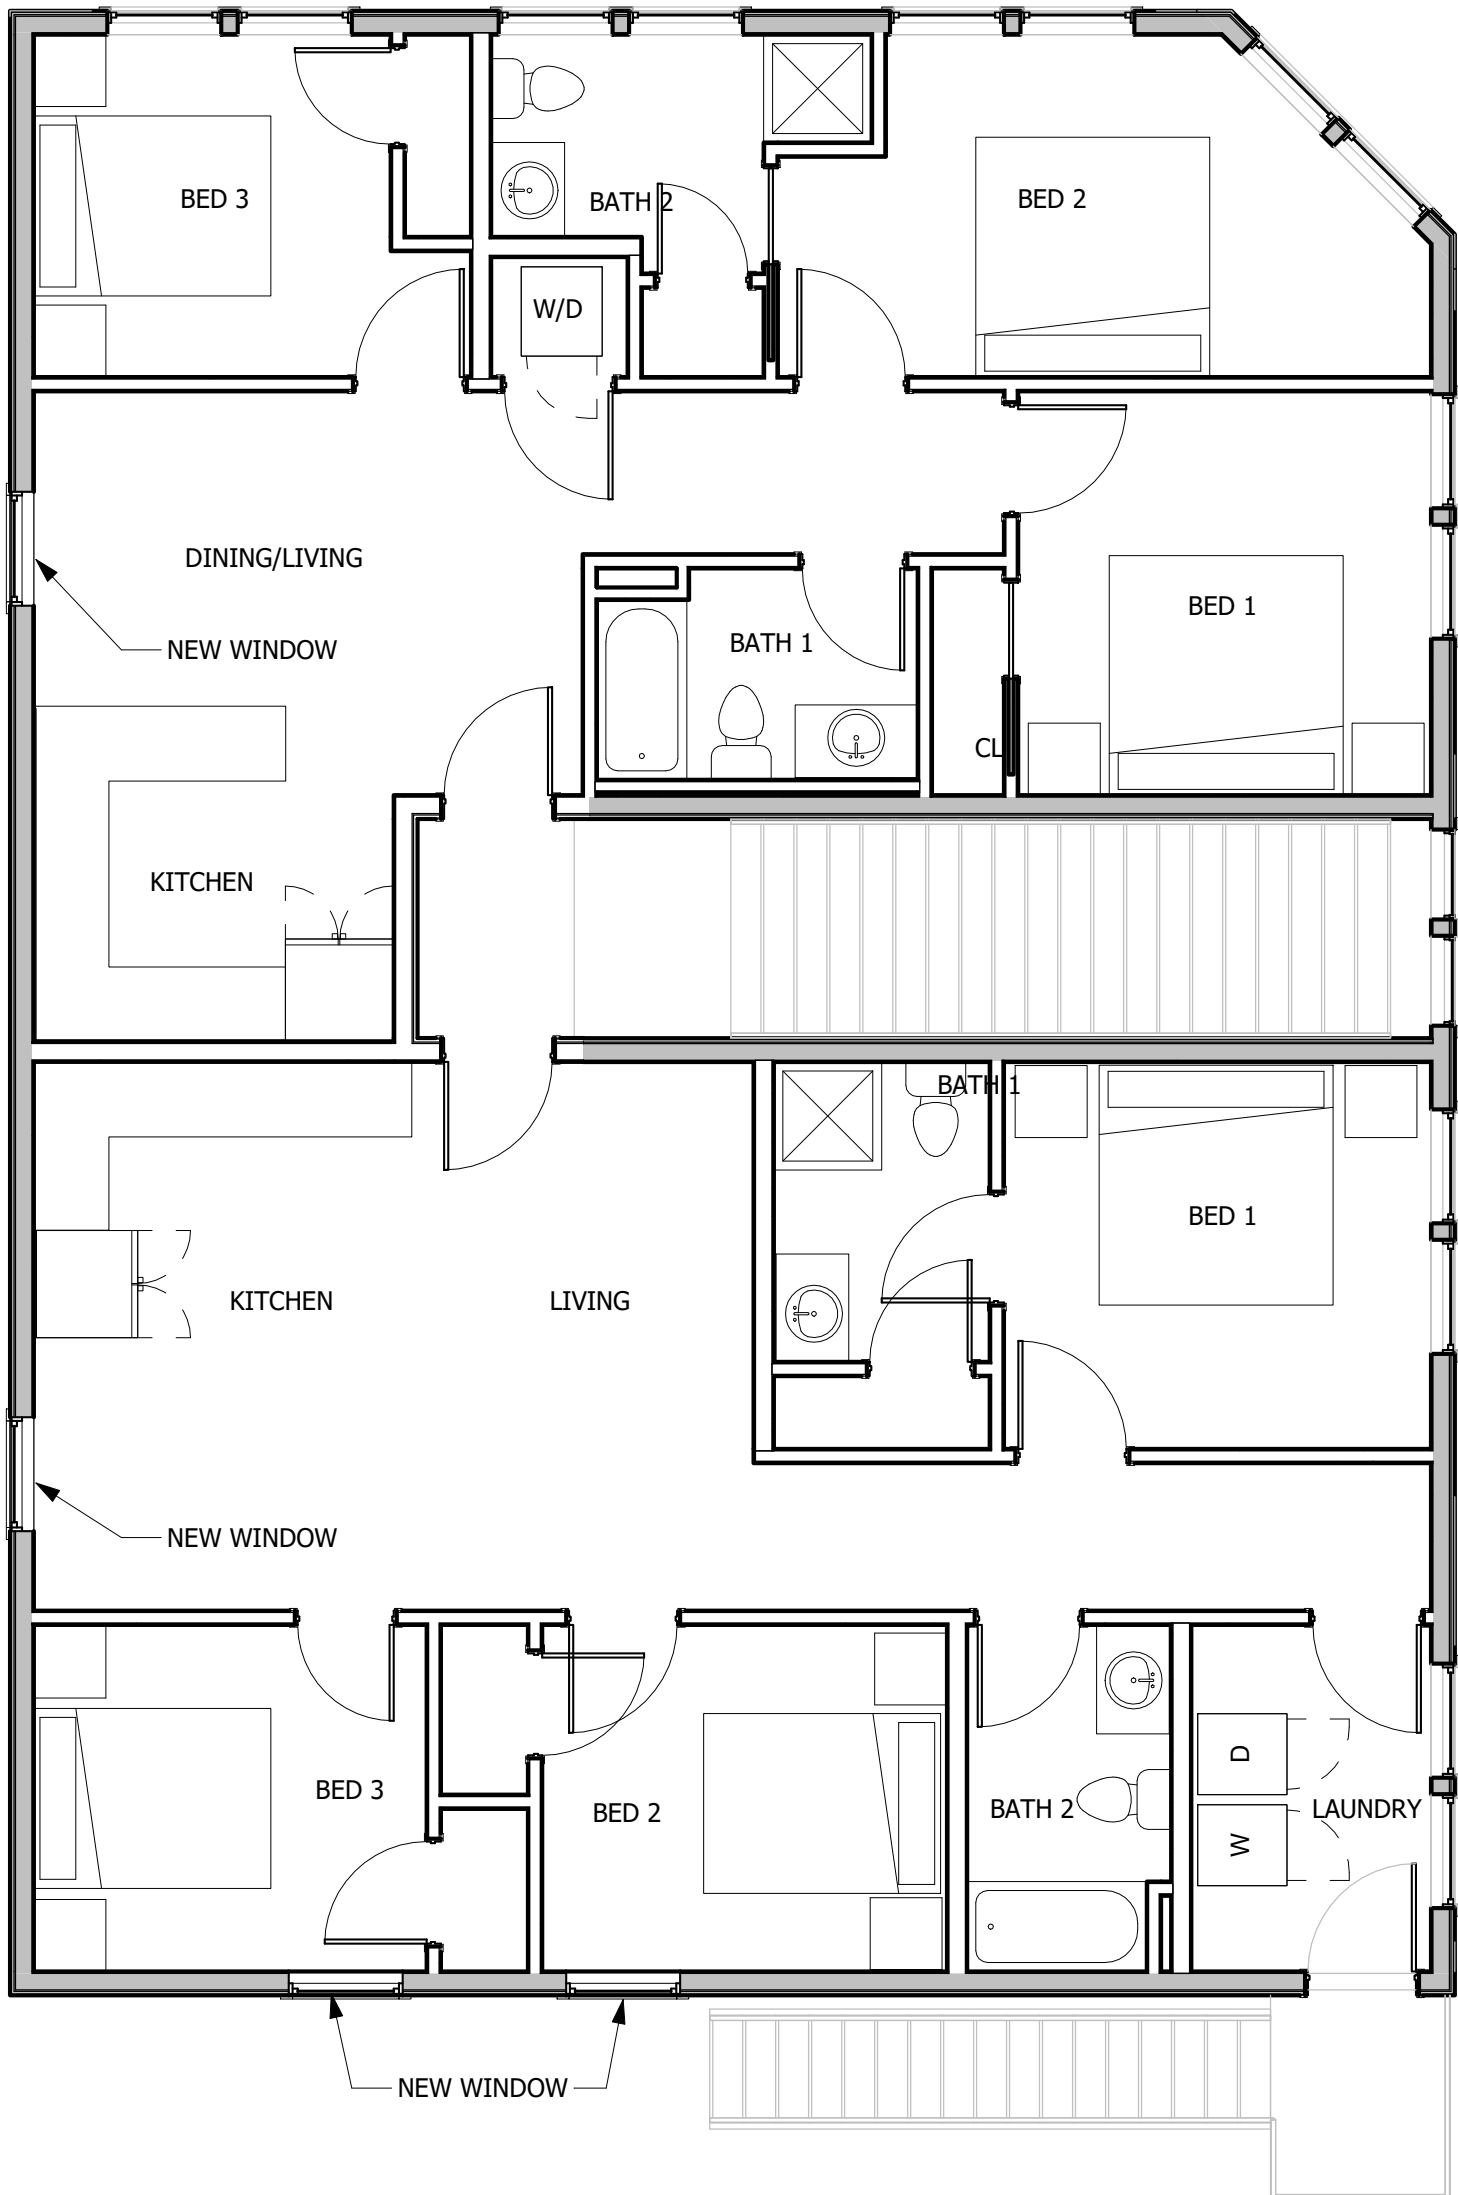 BED 3
BATH 2
BED 2
W/D
DINING/LIVING
BED 1
NEW WINDOW
BATH 1
CL
KITCHEN
BATH 1
BED 1
KITCHEN
LIVING
NEW WINDOW
BED 3
BED 2
BATH 2
D
W
LAUNDRY
NEW WINDOW